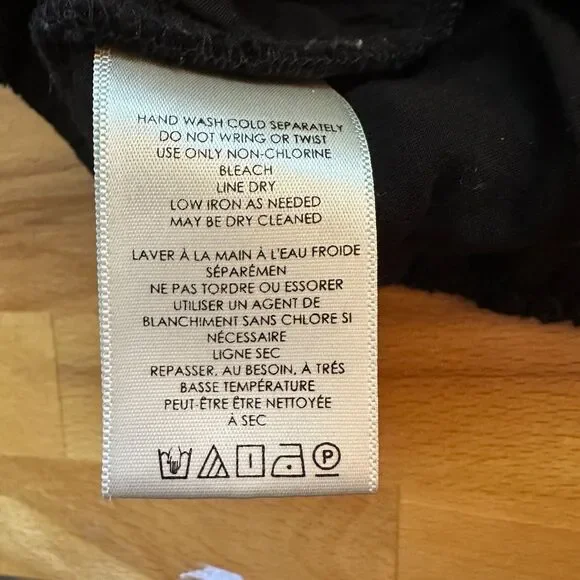 HAND WASH COLD SEPARATELY
DO NOT WRING OR TWIST
USE ONLY NON-CHLORINE
BLEACH
LINE DRY
LOW IRON AS NEEDED
MAY BE DRY CLEANED
LAVER À LA MAIN À L'EAU FROIDE
SÉPARÉMEN
NE PAS TORDRE OU ESSORER
UTILISER UN AGENT DE
BLANCHIMENT SANS CHLORE SI
NÉCESSAIRE
LIGNE SEC
REPASSER, AU BESOIN, À TRÉS
BASSE TEMPÉRATURE
PEUT-ÊTRE ÊTRE NETTOYÉE
À SEC
P